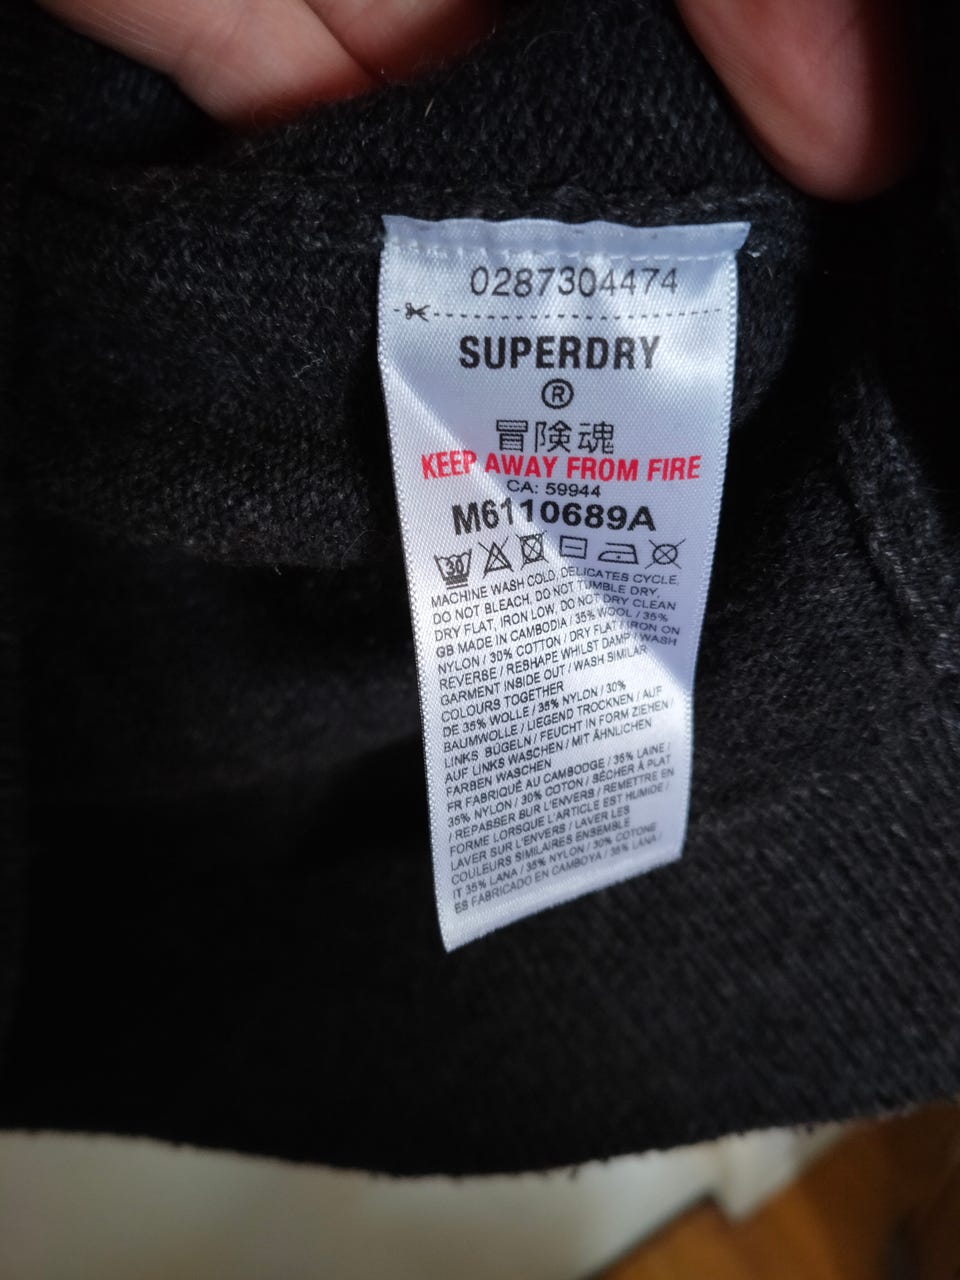 0287304474
SUPERDRY
®
冒険魂
KEEP AWAY FROM FIRE
CA: 59944
M6110689A
30
MACHINE WASH COLD, DELICATES CYCLE,
DO NOT BLEACH, DO NOT TUMBLE DRY,
DRY FLAT, IRON LOW, DO NOT DRY CLEAN
GB MADE IN CAMBODIA / 35% WOOL / 35%
NYLON / 30% COTTON / DRY FLAT / IRON ON
REVERSE / RESHAPE WHILST DAMP / WASH
GARMENT INSIDE OUT / WASH SIMILAR
COLOURS TOGETHER
DE 35% WOLLE / 35% NYLON / 30%
BAUMWOLLE / LIEGEND TROCKNEN / AUF
LINKS BÜGELN / FEUCHT IN FORM ZIEHEN /
AUF LINKS WASCHEN / MIT ÄHNLICHEN
FARBEN WASCHEN
FR FABRIQUÉ AU CAMBODGE / 35% LAINE /
35% NYLON / 30% COTON / SÉCHER À PLAT
/ REPASSER SUR L'ENVERS / REMETTRE EN
FORME LORSQUE L'ARTICLE EST HUMIDE /
LAVER SUR L'ENVERS / LAVER LES
COULEURS SIMILAIRES ENSEMBLE
IT 35% LANA / 35% NYLON / 30% COTONE
ES FABRICADO EN CAMBOYA / 35% LANA /